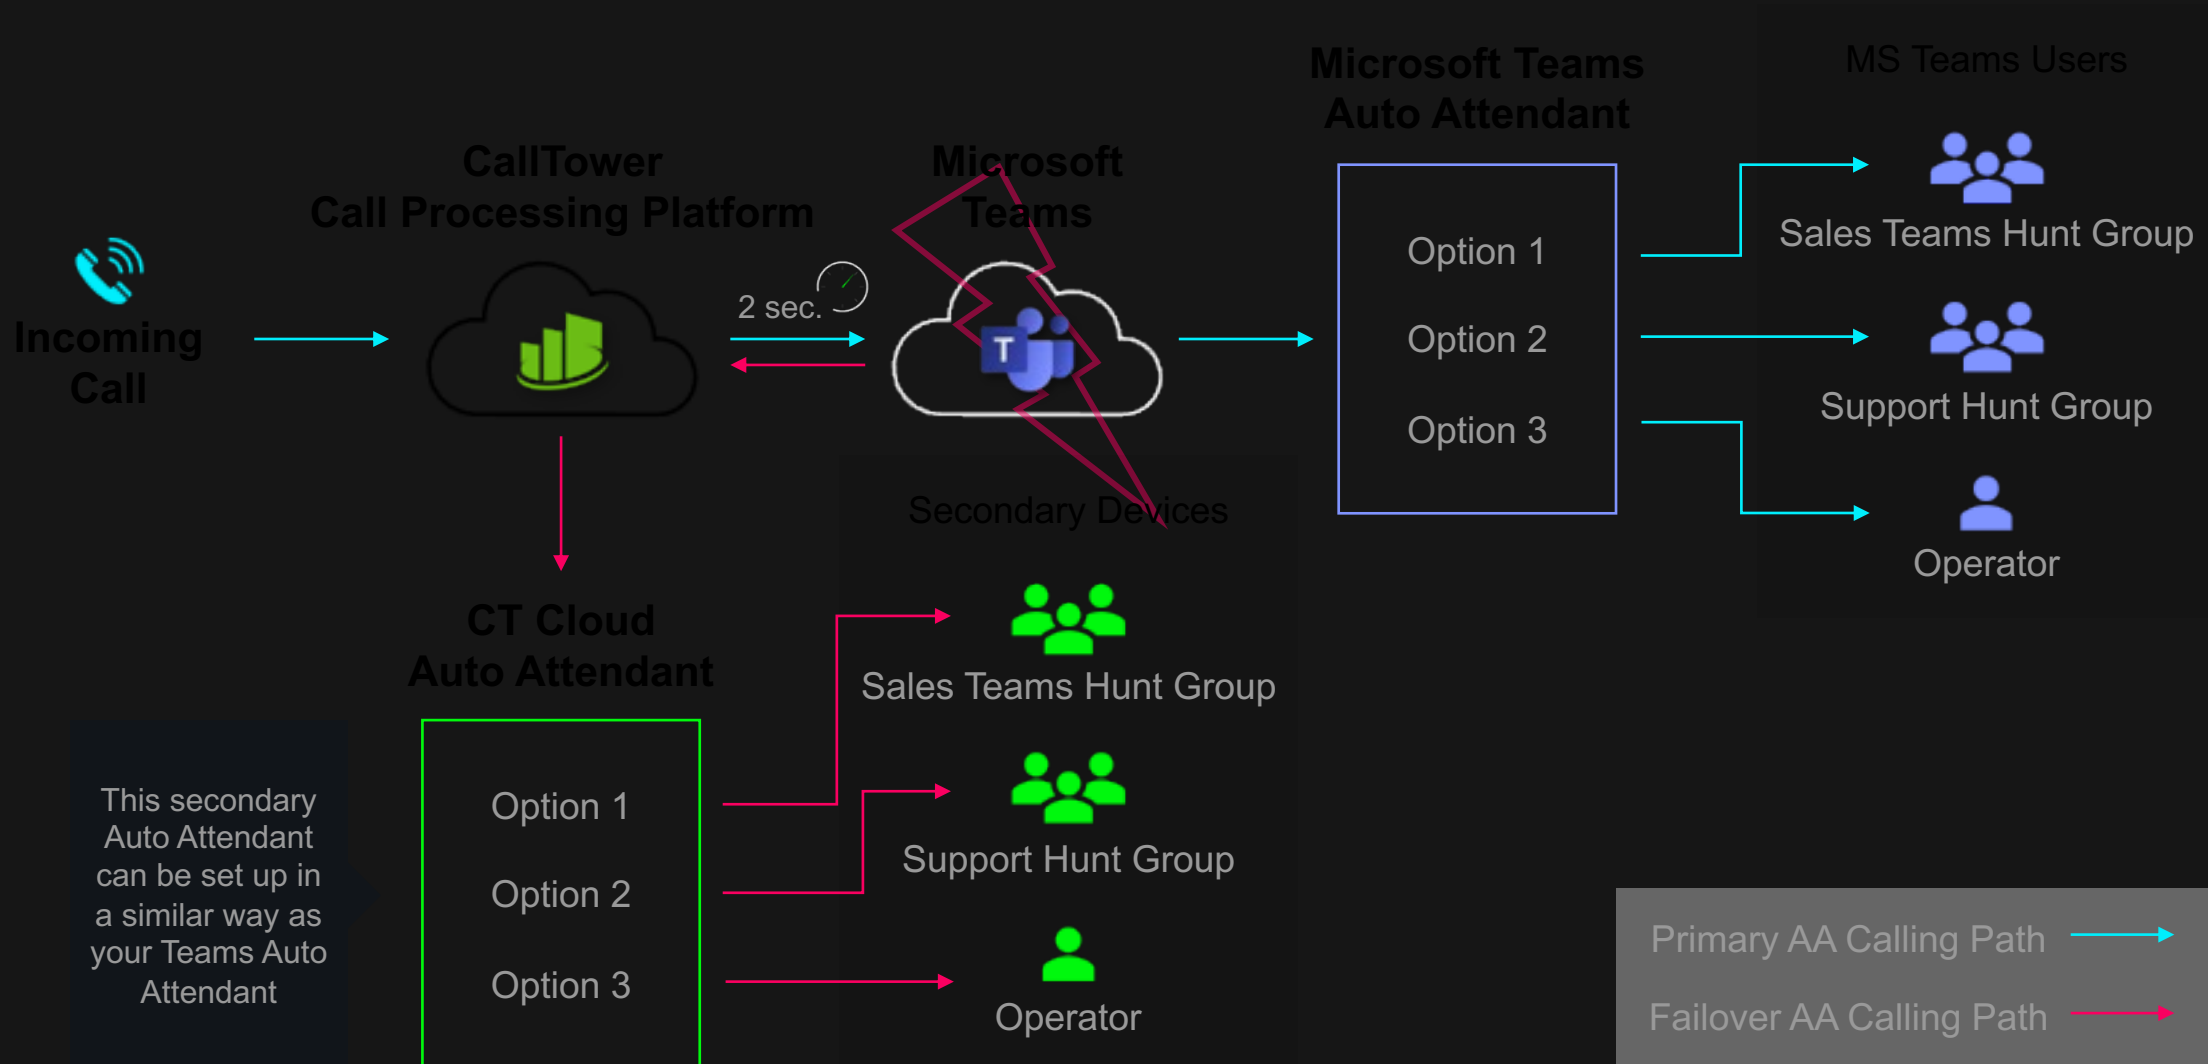 Microsoft Teams
Auto Attendant
MS Teams Users
CallTower
Call Processing Platform
Microsoft
Teams
Incoming
Call
2 sec.
T
Option 1
Option 2
Option 3
Sales Teams Hunt Group
Support Hunt Group
Operator
CT Cloud
Auto Attendant
Secondary Devices
Sales Teams Hunt Group
Support Hunt Group
Operator
This secondary
Auto Attendant
can be set up in
a similar way as
your Teams Auto
Attendant
Option 1
Option 2
Option 3
Primary AA Calling Path
Failover AA Calling Path